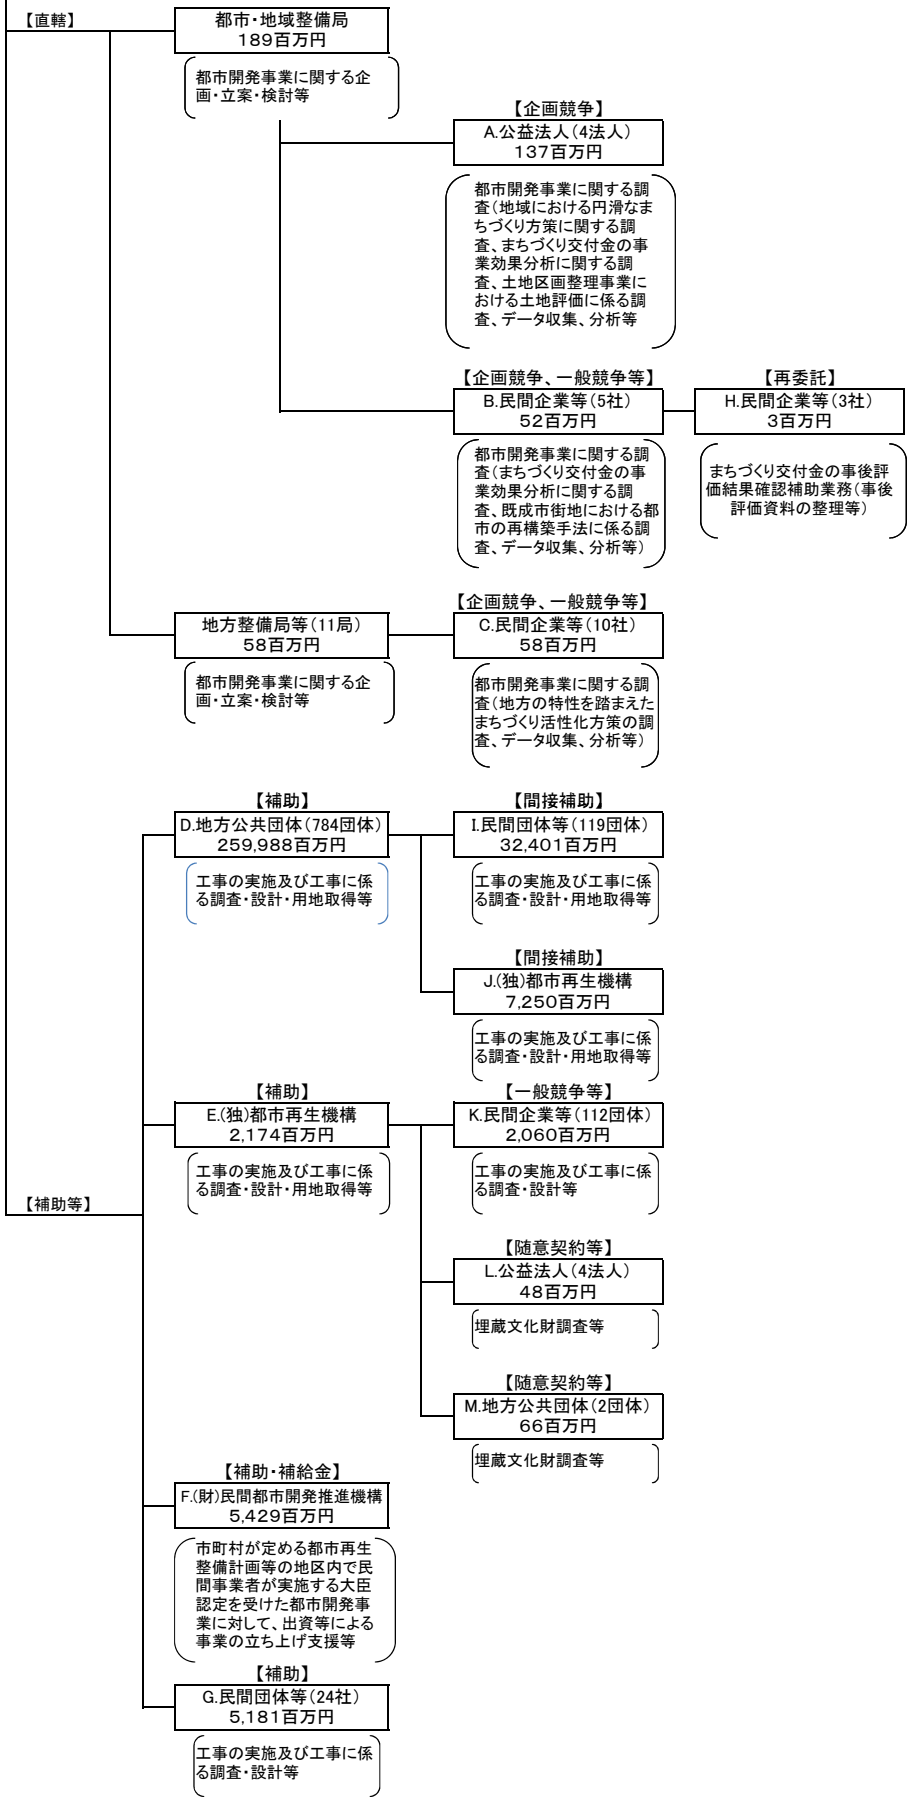 【直轄】
都市・地域整備局
189百万円
都市開発事業に関する企
画・立案・検討等
【企画競争】
A.公益法人(4法人)
137百万円
都市開発事業に関する調
査(地域における円滑なま
ちづくり方策に関する調
査、まちづくり交付金の事
業効果分析に関する調
査、土地区画整理事業に
おける土地評価に係る調
査、データ収集、分析等
【企画競争、一般競争等】
B.民間企業等(5社)
52百万円
都市開発事業に関する調
査(まちづくり交付金の事
業効果分析に関する調
査、既成市街地における都
市の再構築手法に係る調
査、データ収集、分析等)
【再委託】
H.民間企業等(3社)
3百万円
まちづくり交付金の事後評
価結果確認補助業務(事後
評価資料の整理等)
地方整備局等(11局)
58百万円
都市開発事業に関する企
画・立案・検討等
【企画競争、一般競争等】
C.民間企業等(10社)
58百万円
都市開発事業に関する調
査(地方の特性を踏まえた
まちづくり活性化方策の調
査、データ収集、分析等)
【補助等】
【補助】
D.地方公共団体(784団体)
259,988百万円
工事の実施及び工事に係
る調査・設計・用地取得等
【間接補助】
I.民間団体等(119団体)
32,401百万円
工事の実施及び工事に係
る調査・設計・用地取得等
【間接補助】
J.(独)都市再生機構
7,250百万円
工事の実施及び工事に係
る調査・設計・用地取得等
【補助】
E.(独)都市再生機構
2,174百万円
工事の実施及び工事に係
る調査・設計・用地取得等
【一般競争等】
K.民間企業等(112団体)
2,060百万円
工事の実施及び工事に係
る調査・設計等
【随意契約等】
L.公益法人(4法人)
48百万円
埋蔵文化財調査等
【随意契約等】
M.地方公共団体(2団体)
66百万円
埋蔵文化財調査等
【補助・補給金】
F.(財)民間都市開発推進機構
5,429百万円
市町村が定める都市再生
整備計画等の地区内で民
間事業者が実施する大臣
認定を受けた都市開発事
業に対して、出資等による
事業の立ち上げ支援等
【補助】
G.民間団体等(24社)
5,181百万円
工事の実施及び工事に係
る調査・設計等